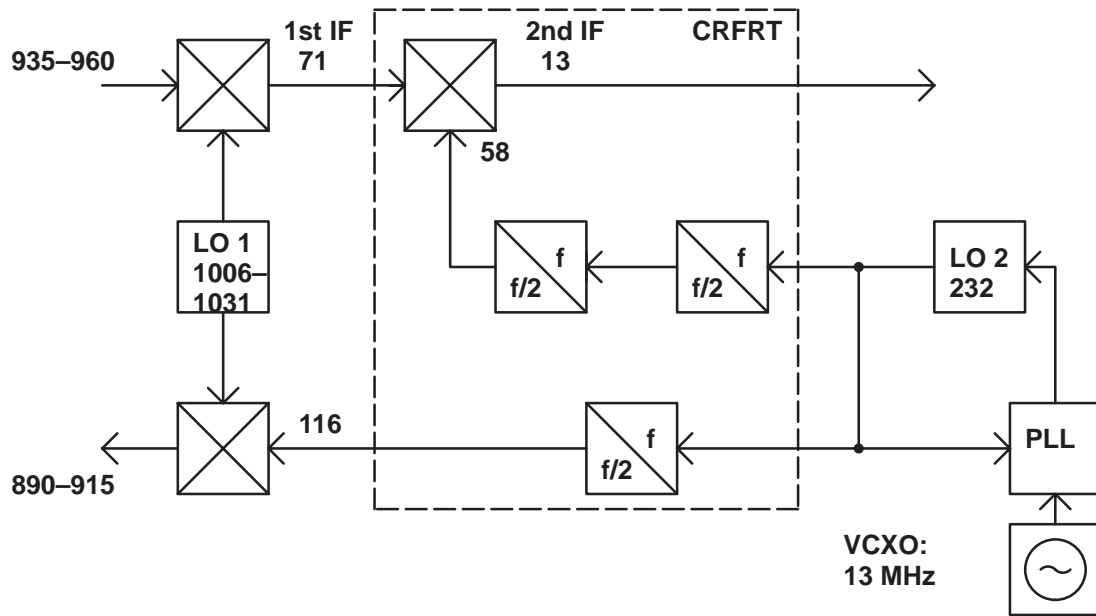 935–960
1st IF
71
2nd IF
13
CRFRT
58
LO 1
1006–
1031
f
f/2
f
f/2
LO 2
232
116
f
f/2
PLL
890–915
VCXO:
13 MHz